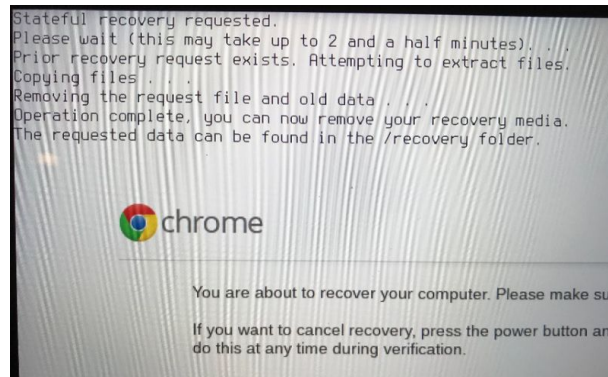 Stateful recovery requested.
Please wait (this may take up to 2 and a half minutes). . .
Prior recovery request exists. Attempting to extract files.
Copying files . . .
Removing the request file and old data . . .
Operation complete, you can now remove your recovery media.
The requested data can be found in the /recovery folder.
chrome
You are about to recover your computer. Please make su
If you want to cancel recovery, press the power button an
do this at any time during verification.